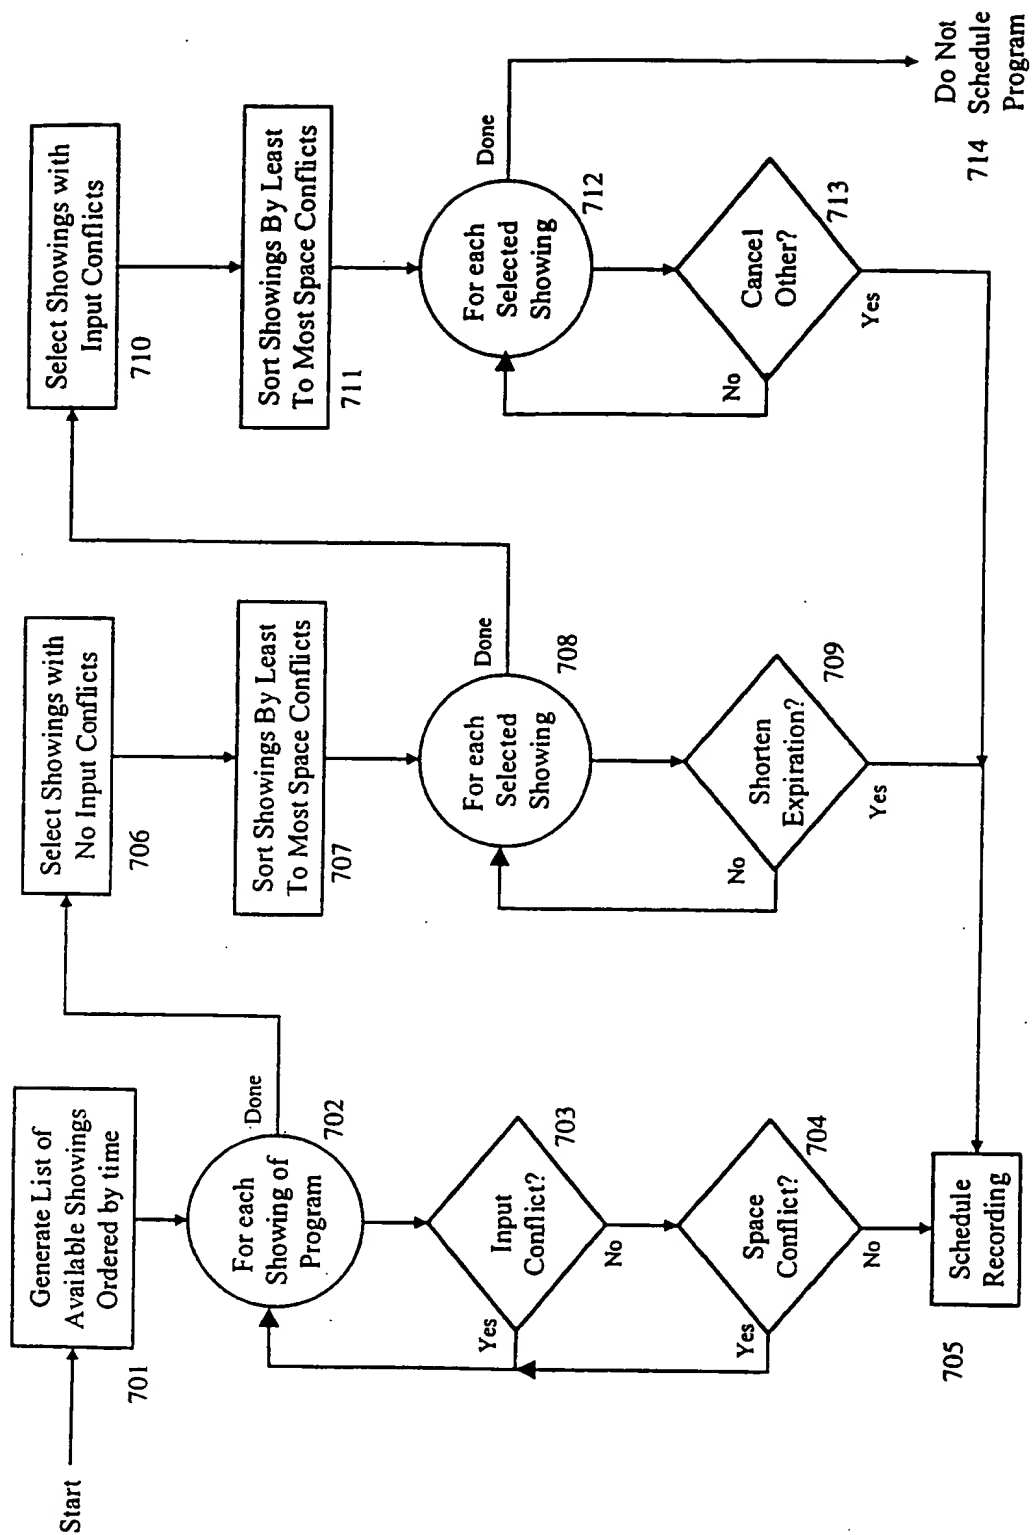 Start
Generate List of
Available Showings
Ordered by time
701
For each
Showing of
Program
702
Done
Input
Conflict?
703
Yes
No
Space
Conflict?
704
Yes
No
Schedule
Recording
705
Select Showings with
No Input Conflicts
706
Sort Showings By Least
To Most Space Conflicts
707
For each
Selected
Showing
708
Done
Shorten
Expiration?
709
No
Yes
Select Showings with
Input Conflicts
710
Sort Showings By Least
To Most Space Conflicts
711
For each
Selected
Showing
712
Done
Cancel
Other?
713
No
Yes
714
Do Not
Schedule
Program